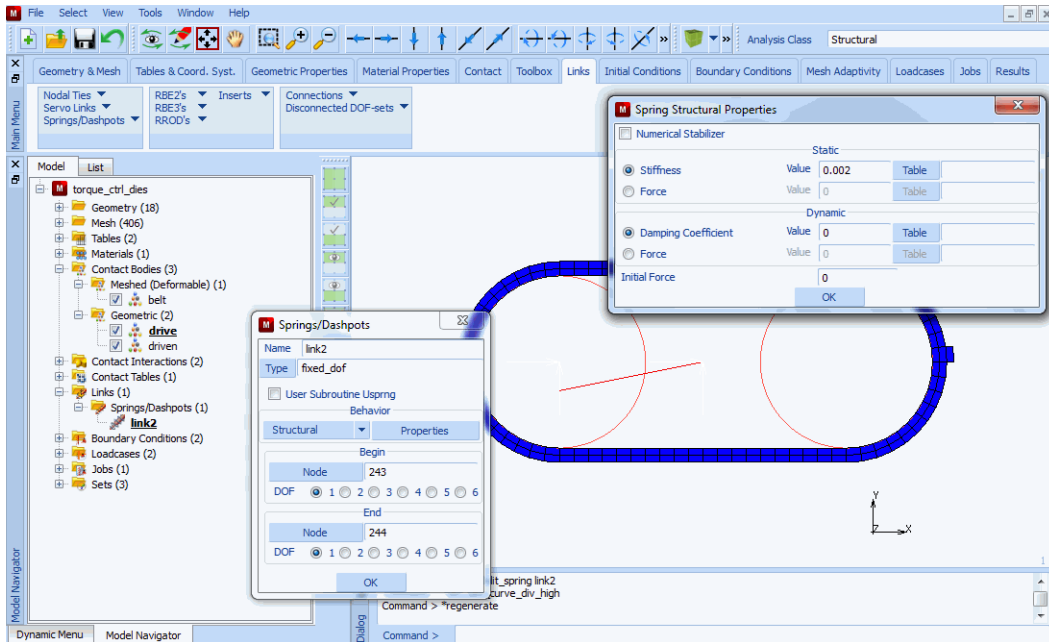 File Select View Tools Window Help
Analysis Class Structural
Geometry & Mesh Tables & Coord. Syst. Geometric Properties Material Properties Contact Toolbox Links Initial Conditions Boundary Conditions Mesh Adaptivity Loadcases Jobs Results
Main Menu
Nodal Ties
Servo Links
Springs/Dashpots
RBE2's
RBE3's
RROD's
Inserts
Connections
Disconnected DOF-sets
Model Navigator
Model List
torque_ctrl_dies
Geometry (18)
Mesh (406)
Tables (2)
Materials (1)
Contact Bodies (3)
Meshed (Deformable) (1)
belt
Geometric (2)
drive
driven
Contact Interactions (2)
Contact Tables (1)
Links (1)
Springs/Dashpots (1)
link2
Boundary Conditions (2)
Loadcases (2)
Jobs (1)
Sets (3)
Springs/Dashpots
Name link2
Type fixed_dof
User Subroutine Usprng
Behavior
Structural Properties
Begin
Node 243
DOF 1 2 3 4 5 6
End
Node 244
DOF 1 2 3 4 5 6
OK
Spring Structural Properties
Numerical Stabilizer
Static
Stiffness Value 0.002 Table
Force Value 0 Table
Dynamic
Damping Coefficient Value 0 Table
Force Value 0 Table
Initial Force 0
OK
Y
Z X
1
Dialog
dit_spring link2
curve_div_high
Command > *regenerate
Command >
Dynamic Menu Model Navigator